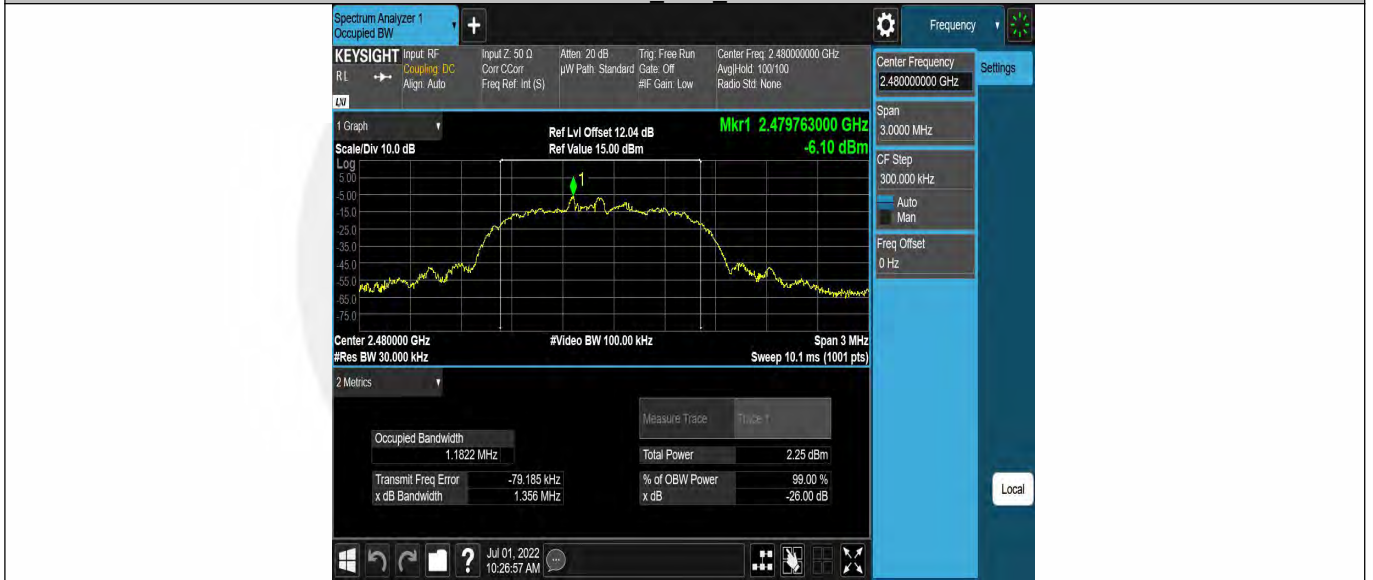 Spectrum Analyzer 1
Occupied BW
+
Frequency
KEYSIGHT
RL
LXI
Input: RF
Coupling: DC
Align: Auto
Input Z: 50 Ω
Corr CCorr
Freq Ref: Int (S)
Atten: 20 dB
µW Path: Standard
Trig: Free Run
Gate: Off
#IF Gain: Low
Center Freq: 2.480000000 GHz
Avg|Hold: 100/100
Radio Std: None
Center Frequency
2.480000000 GHz
Settings
Span
3.0000 MHz
CF Step
300.000 kHz
Auto
Man
Freq Offset
0 Hz
Local
1 Graph
Scale/Div 10.0 dB
Ref Lvl Offset 12.04 dB
Ref Value 15.00 dBm
Mkr1 2.479763000 GHz
-6.10 dBm
Log
5.00
-5.00
-15.0
-25.0
-35.0
-45.0
-55.0
-65.0
-75.0
1
Center 2.480000 GHz
#Res BW 30.000 kHz
#Video BW 100.00 kHz
Span 3 MHz
Sweep 10.1 ms (1001 pts)
2 Metrics
Measure Trace Trace 1
Occupied Bandwidth
1.1822 MHz
Total Power 2.25 dBm
Transmit Freq Error -79.185 kHz
% of OBW Power 99.00 %
x dB Bandwidth 1.356 MHz
x dB -26.00 dB
?
Jul 01, 2022
10:26:57 AM